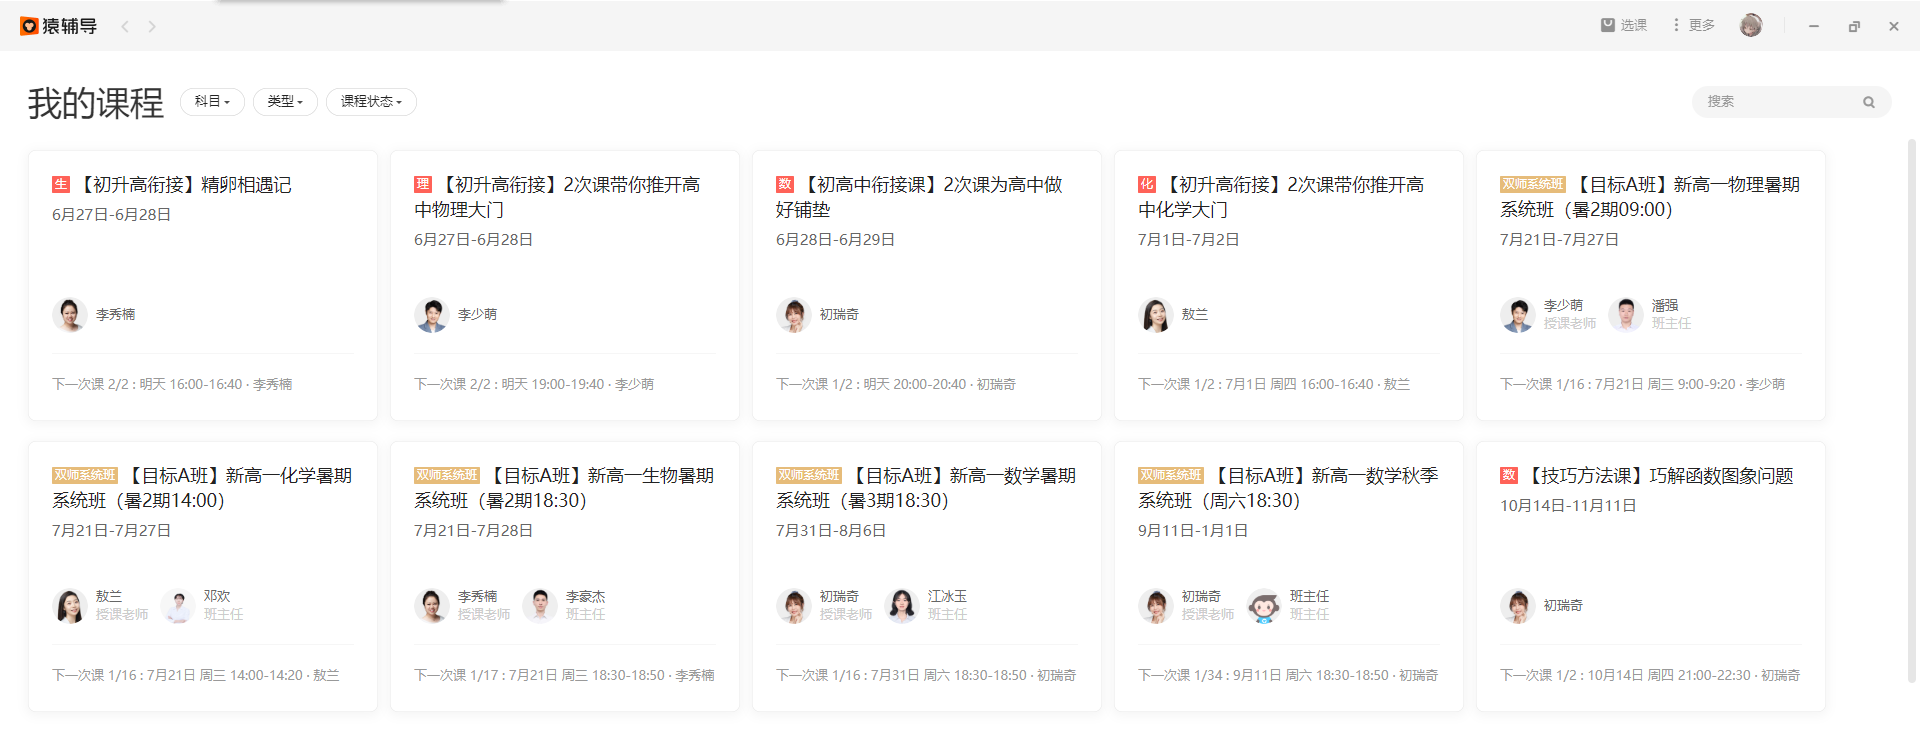 猿辅导
选课
更多
我的课程
科目
类型
课程状态
搜索
生 【初升高衔接】精卵相遇记
6月27日-6月28日
李秀楠
下一次课 2/2 : 明天 16:00-16:40 · 李秀楠
理 【初升高衔接】2次课带你推开高
中物理大门
6月27日-6月28日
李少萌
下一次课 2/2 : 明天 19:00-19:40 · 李少萌
数 【初高中衔接课】2次课为高中做
好铺垫
6月28日-6月29日
初瑞奇
下一次课 1/2 : 明天 20:00-20:40 · 初瑞奇
化 【初升高衔接】2次课带你推开高
中化学大门
7月1日-7月2日
敖兰
下一次课 1/2 : 7月1日 周四 16:00-16:40 · 敖兰
双师系统班 【目标A班】新高一物理暑期
系统班（暑2期09:00）
7月21日-7月27日
李少萌
授课老师
潘强
班主任
下一次课 1/16 : 7月21日 周三 9:00-9:20 · 李少萌
双师系统班 【目标A班】新高一化学暑期
系统班（暑2期14:00）
7月21日-7月27日
敖兰
授课老师
邓欢
班主任
下一次课 1/16 : 7月21日 周三 14:00-14:20 · 敖兰
双师系统班 【目标A班】新高一生物暑期
系统班（暑2期18:30）
7月21日-7月28日
李秀楠
授课老师
李豪杰
班主任
下一次课 1/17 : 7月21日 周三 18:30-18:50 · 李秀楠
双师系统班 【目标A班】新高一数学暑期
系统班（暑3期18:30）
7月31日-8月6日
初瑞奇
授课老师
江冰玉
班主任
下一次课 1/16 : 7月31日 周六 18:30-18:50 · 初瑞奇
双师系统班 【目标A班】新高一数学秋季
系统班（周六18:30）
9月11日-1月1日
初瑞奇
授课老师
班主任
班主任
下一次课 1/34 : 9月11日 周六 18:30-18:50 · 初瑞奇
数 【技巧方法课】巧解函数图象问题
10月14日-11月11日
初瑞奇
下一次课 1/2 : 10月14日 周四 21:00-22:30 · 初瑞奇